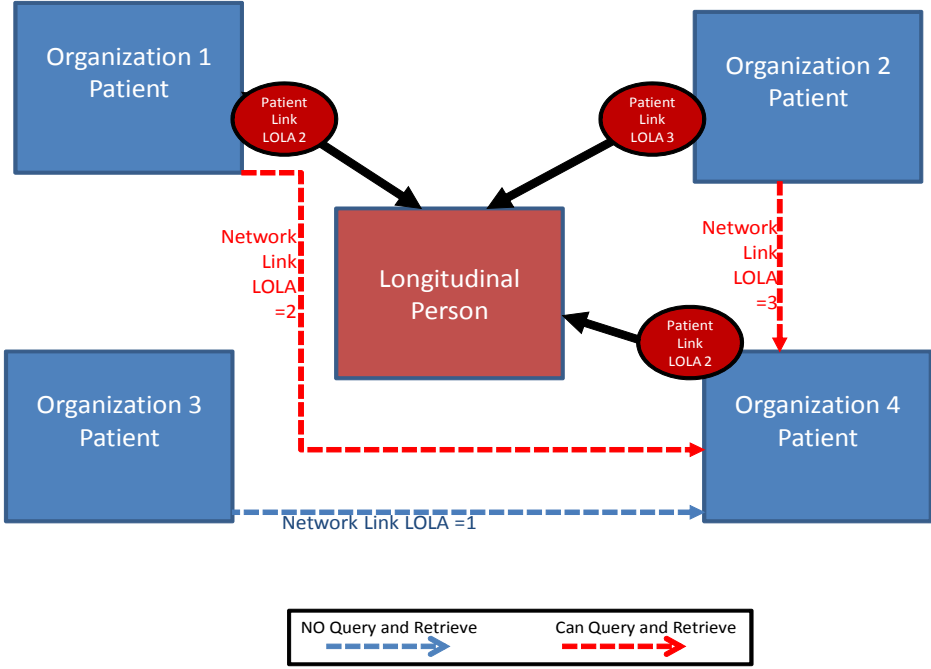 Organization 1
Patient
Patient
Link
LOLA 2
Patient
Link
LOLA 3
Organization 2
Patient
Network
Link
LOLA
=2
Longitudinal
Person
Network
Link
LOLA
=3
Patient
Link
LOLA 2
Organization 3
Patient
Organization 4
Patient
Network Link LOLA =1
NO Query and Retrieve
Can Query and Retrieve